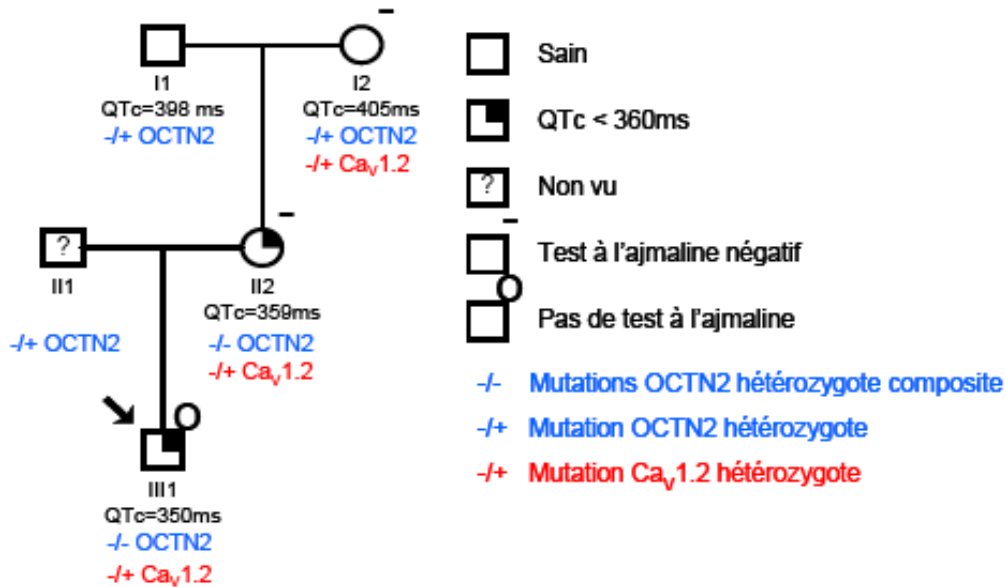 I1
QTc=398 ms
-/+ OCTN2
I2
QTc=405ms
-/+ OCTN2
-/+ Cav1.2
?
II1
-/+ OCTN2
II2
QTc=359ms
-/- OCTN2
-/+ Cav1.2
III1
QTc=350ms
-/- OCTN2
-/+ Cav1.2
Sain
QTc < 360ms
? Non vu
Test à l'ajmaline négatif
Pas de test à l'ajmaline
-/- Mutations OCTN2 hétérozygote composite
-/+ Mutation OCTN2 hétérozygote
-/+ Mutation Cav1.2 hétérozygote